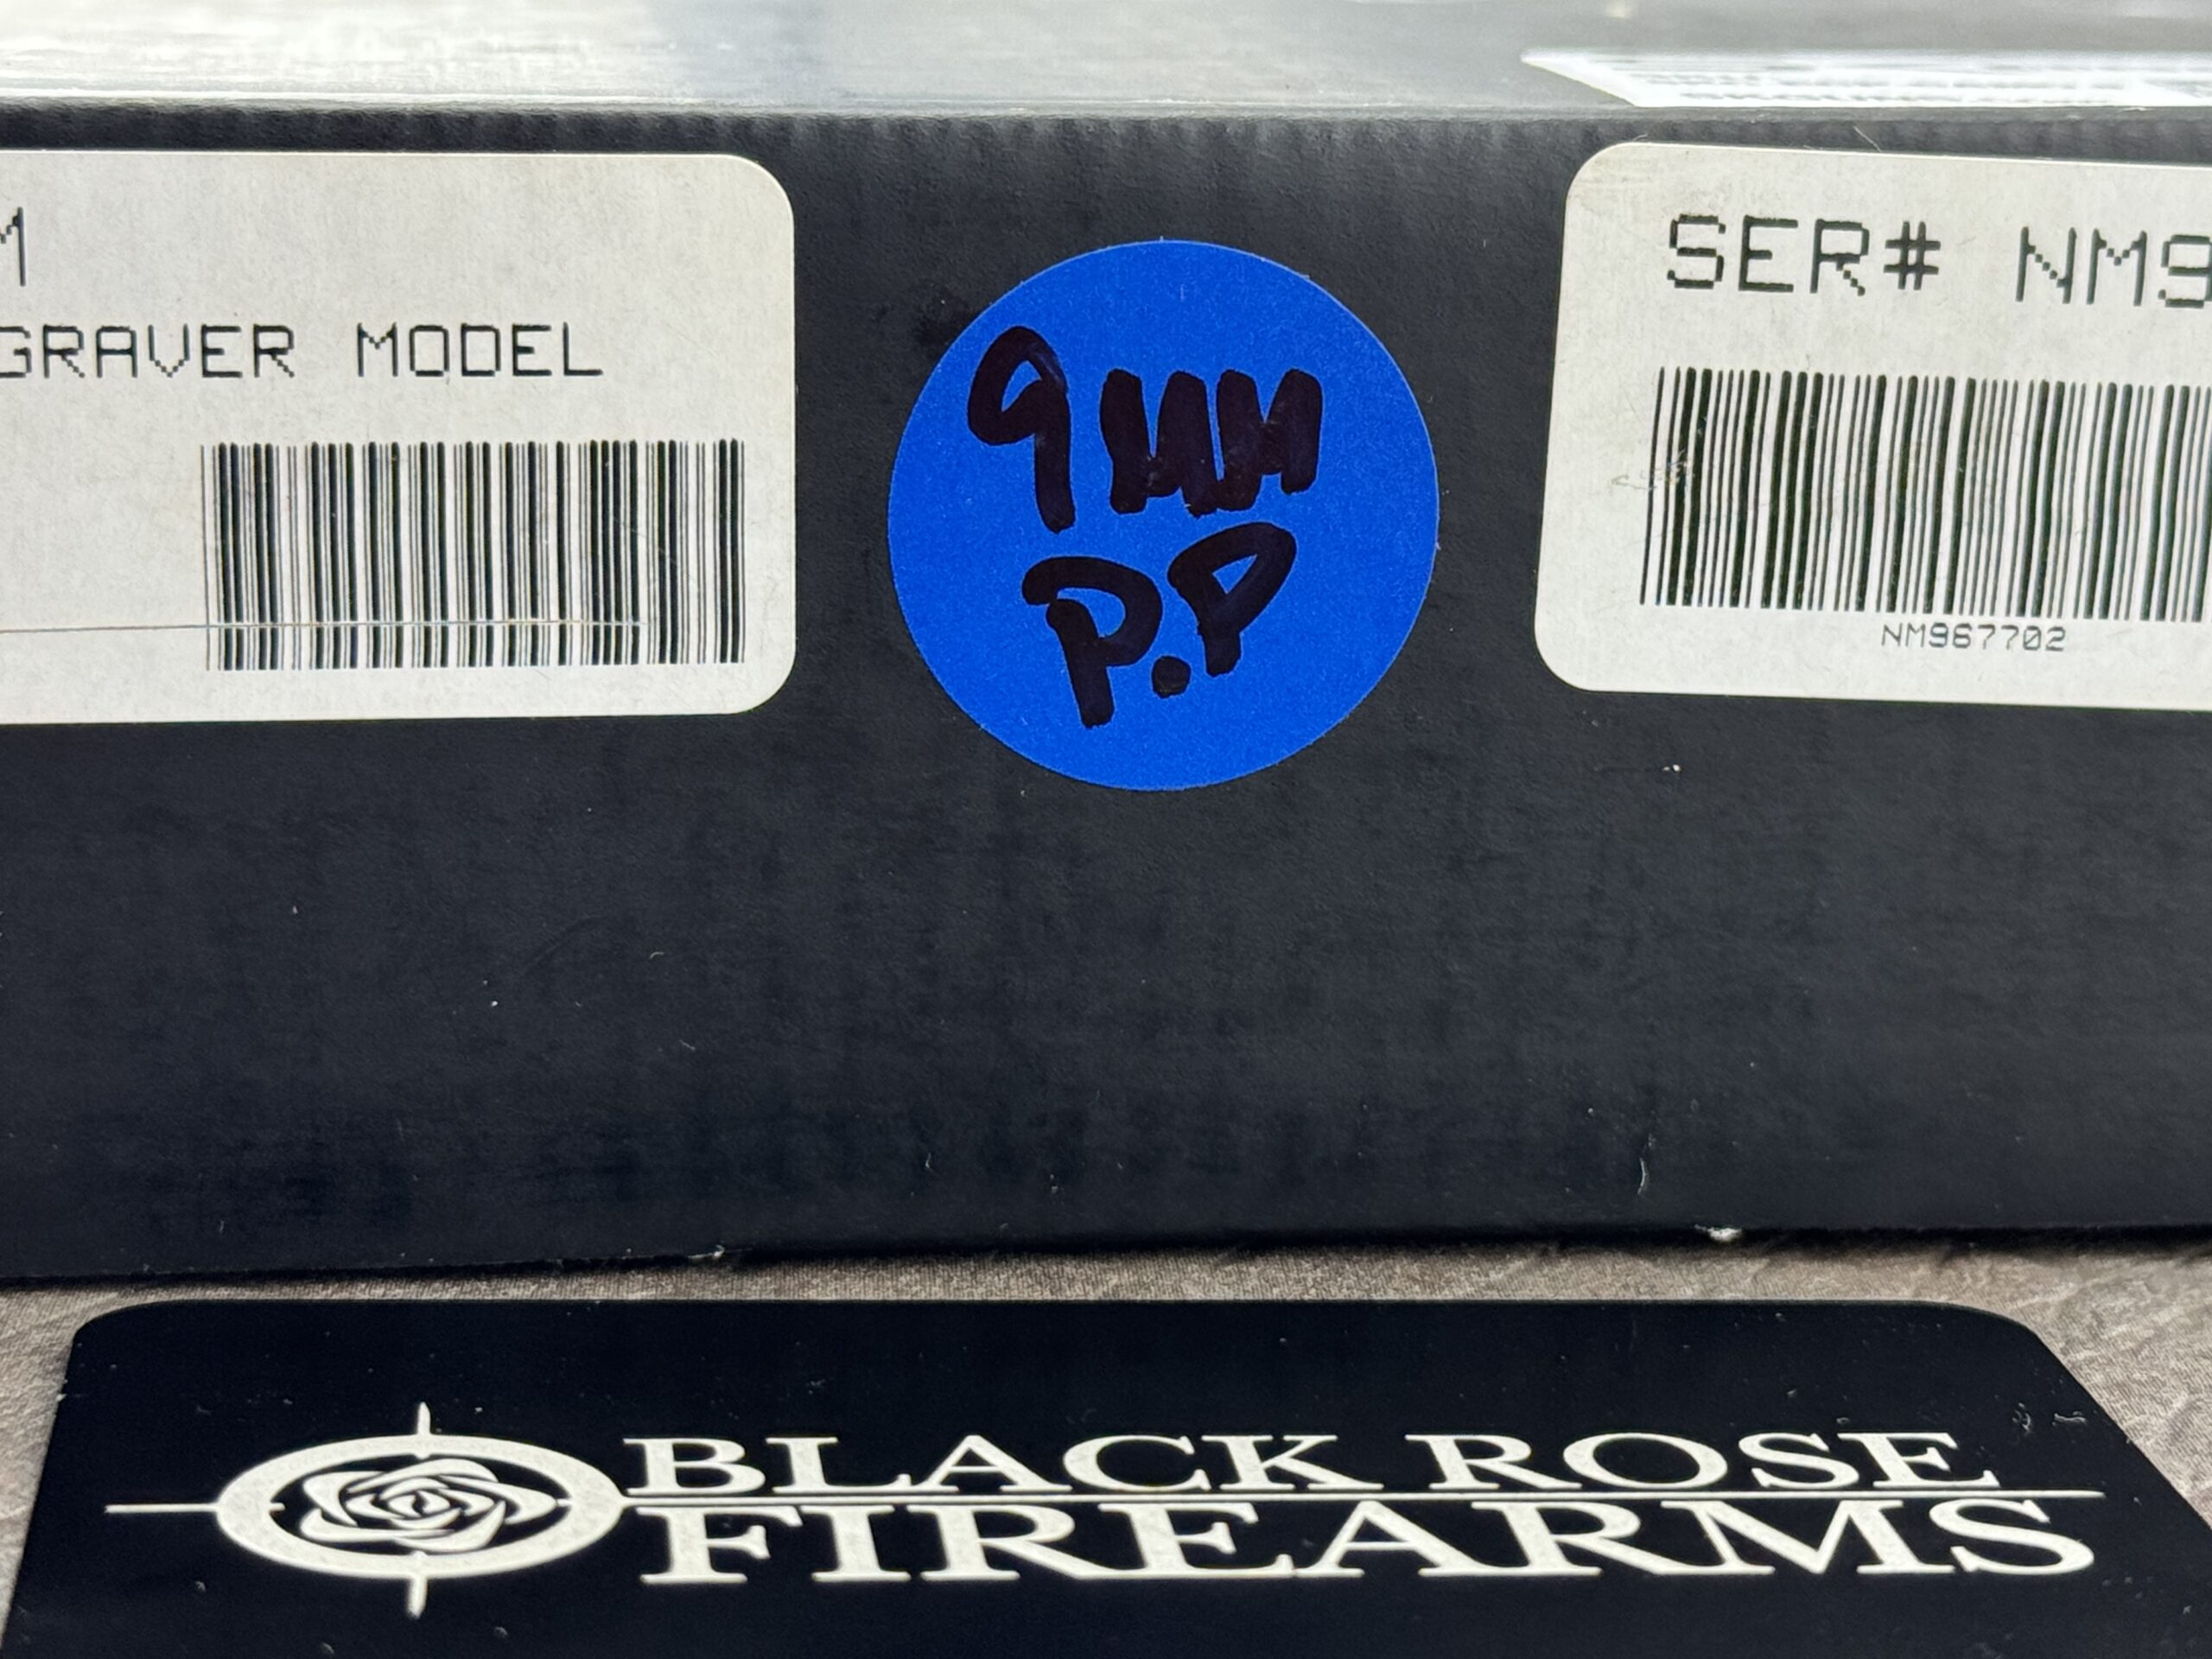 GRAVER MODEL
9MM
P.P
SER# NM9
NM967702
BLACK ROSE
FIREARMS